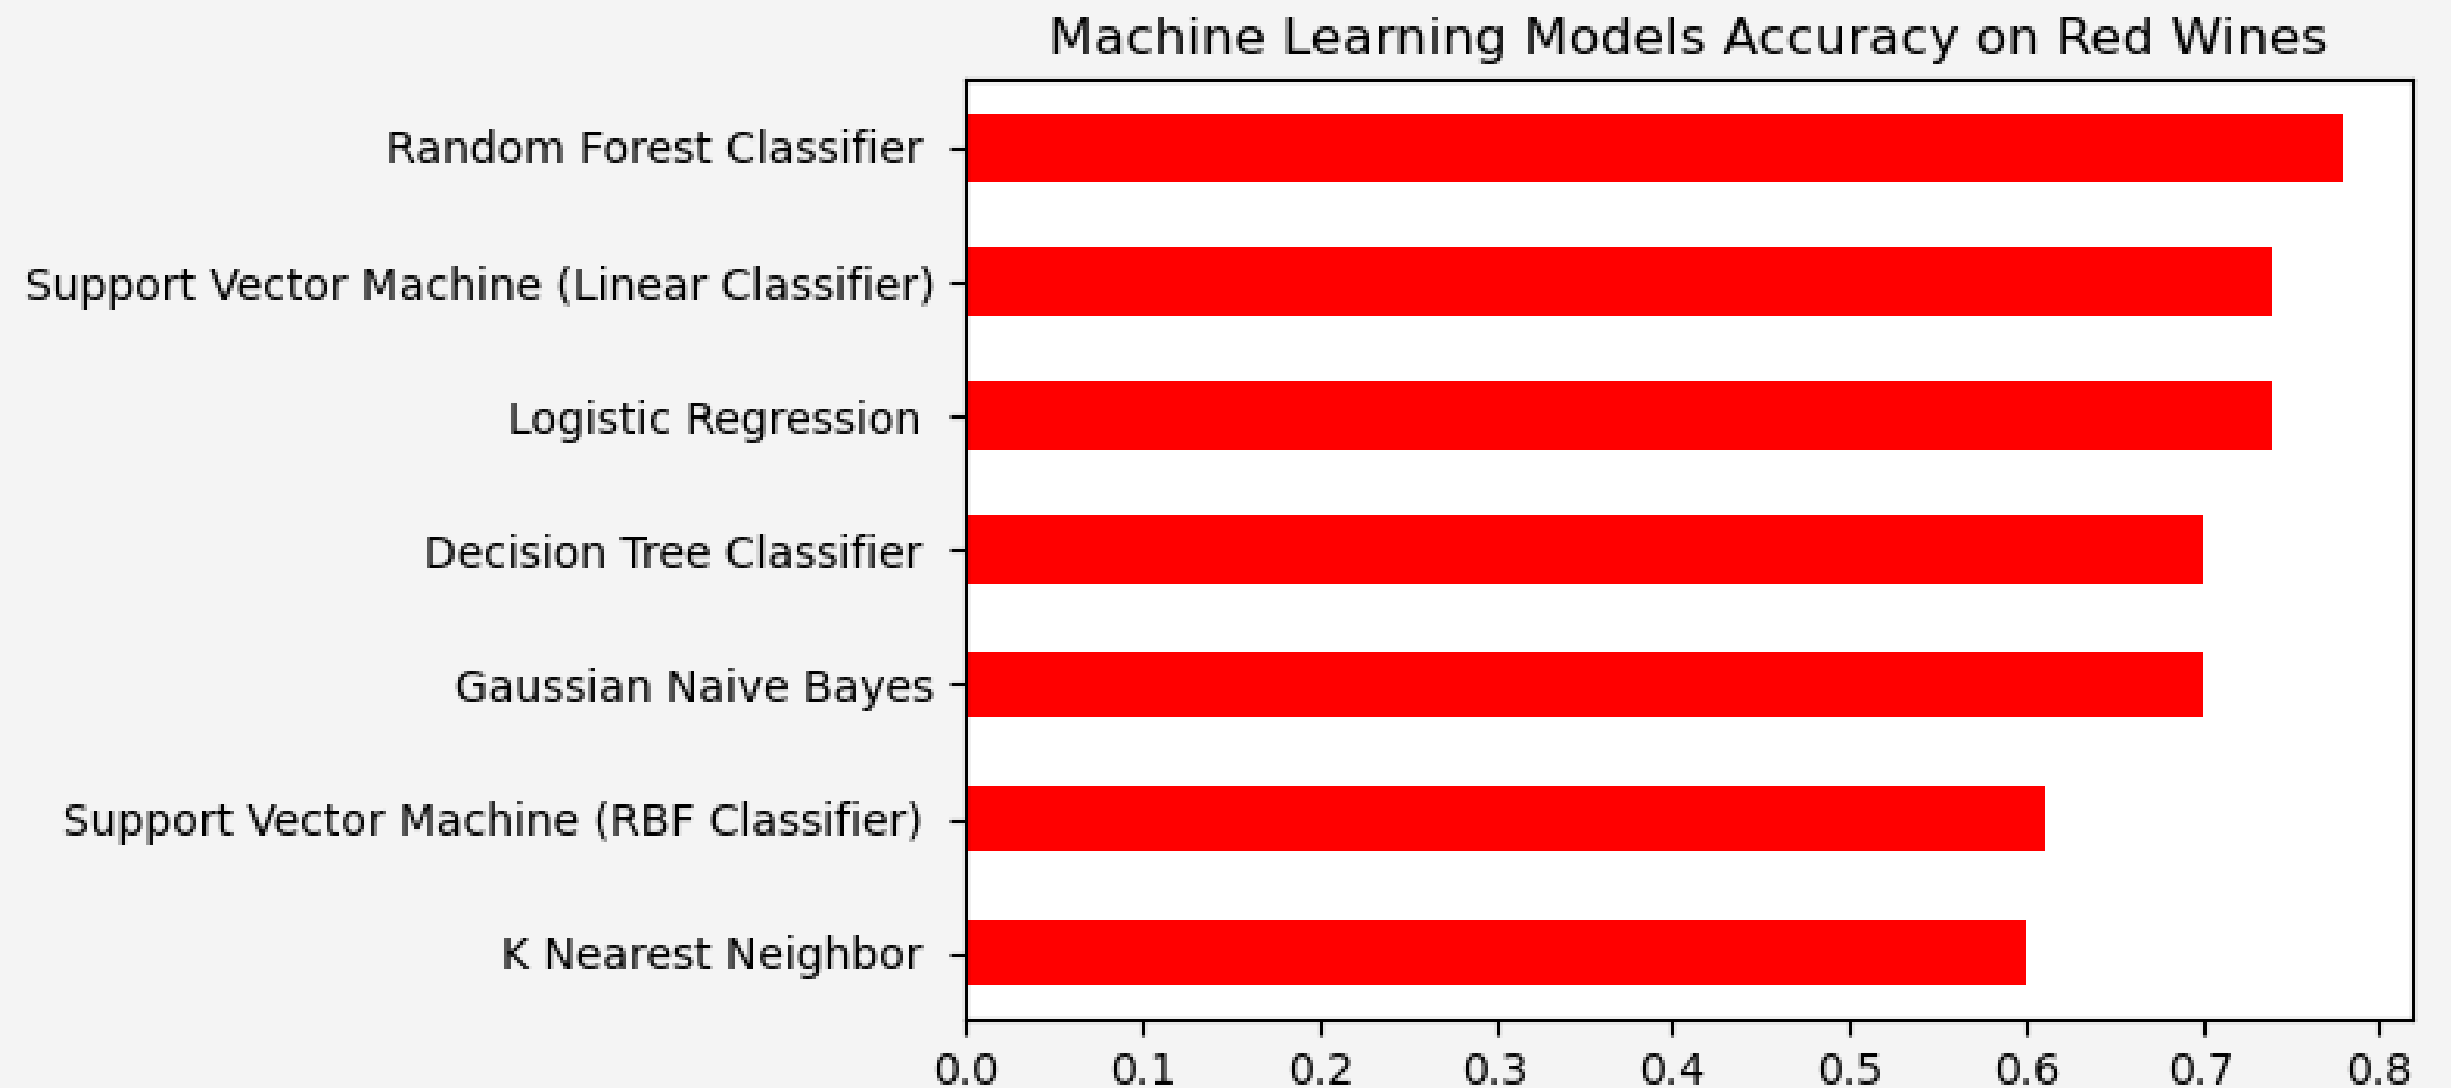 Machine Learning Models Accuracy on Red Wines
Random Forest Classifier
Support Vector Machine (Linear Classifier)
Logistic Regression
Decision Tree Classifier
Gaussian Naive Bayes
Support Vector Machine (RBF Classifier)
K Nearest Neighbor
0.0 0.1 0.2 0.3 0.4 0.5 0.6 0.7 0.8